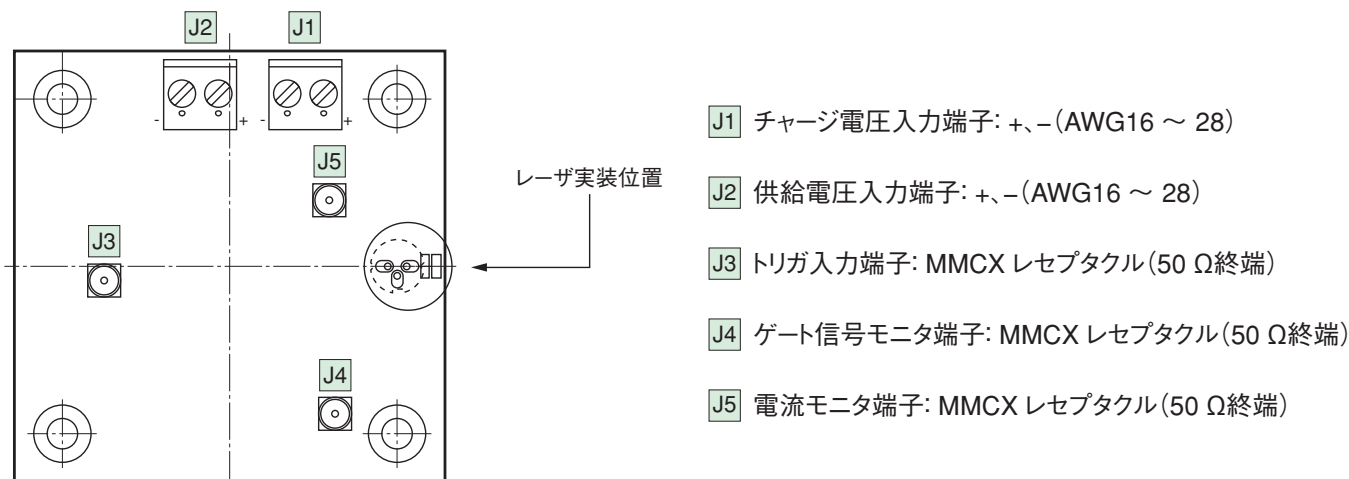 J2 J1
- + - +
J5
レーザ実装位置
J3
J4
J1 チャージ電圧入力端子: +、−(AWG16 ～ 28)
J2 供給電圧入力端子: +、−(AWG16 ～ 28)
J3 トリガ入力端子: MMCX レセプタクル(50 Ω終端)
J4 ゲート信号モニタ端子: MMCX レセプタクル(50 Ω終端)
J5 電流モニタ端子: MMCX レセプタクル(50 Ω終端)